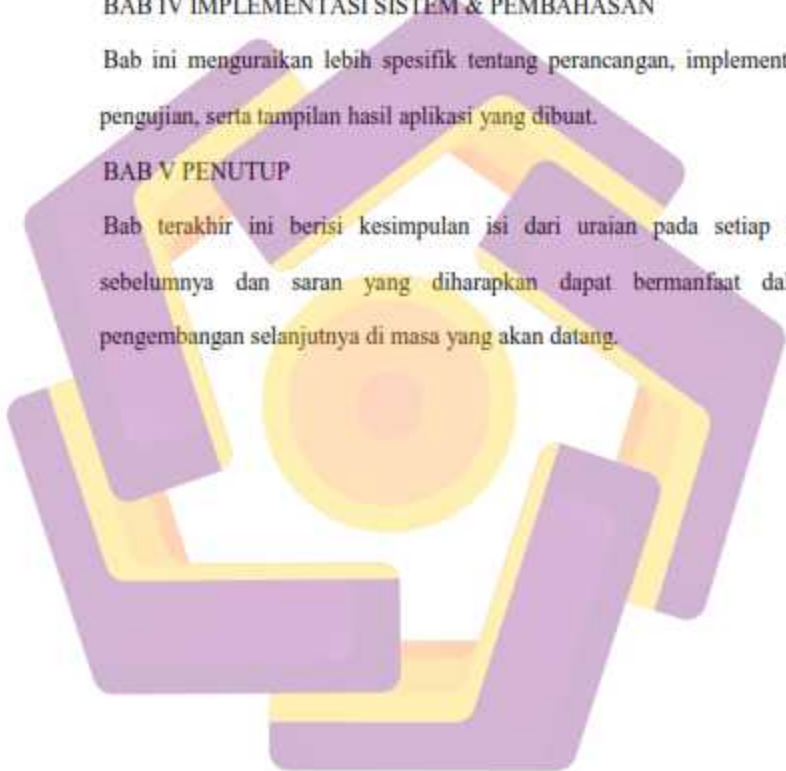 BAB IV IMPLEMENTASI SISTEM & PEMBAHASAN
Bab ini menguraikan lebih spesifik tentang perancangan, implement
pengujian, serta tampilan hasil aplikasi yang dibuat.
BAB V PENUTUP
Bab terakhir ini berisi kesimpulan isi dari uraian pada setiap
sebelumnya dan saran yang diharapkan dapat bermanfaat dal
pengembangan selanjutnya di masa yang akan datang.